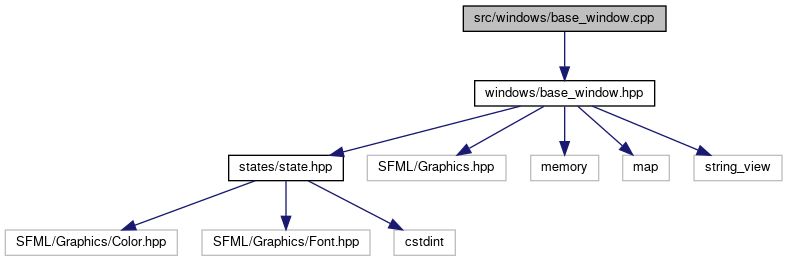 src/windows/base_window.cpp
windows/base_window.hpp
states/state.hpp
SFML/Graphics.hpp
memory
map
string_view
SFML/Graphics/Color.hpp
SFML/Graphics/Font.hpp
cstdint